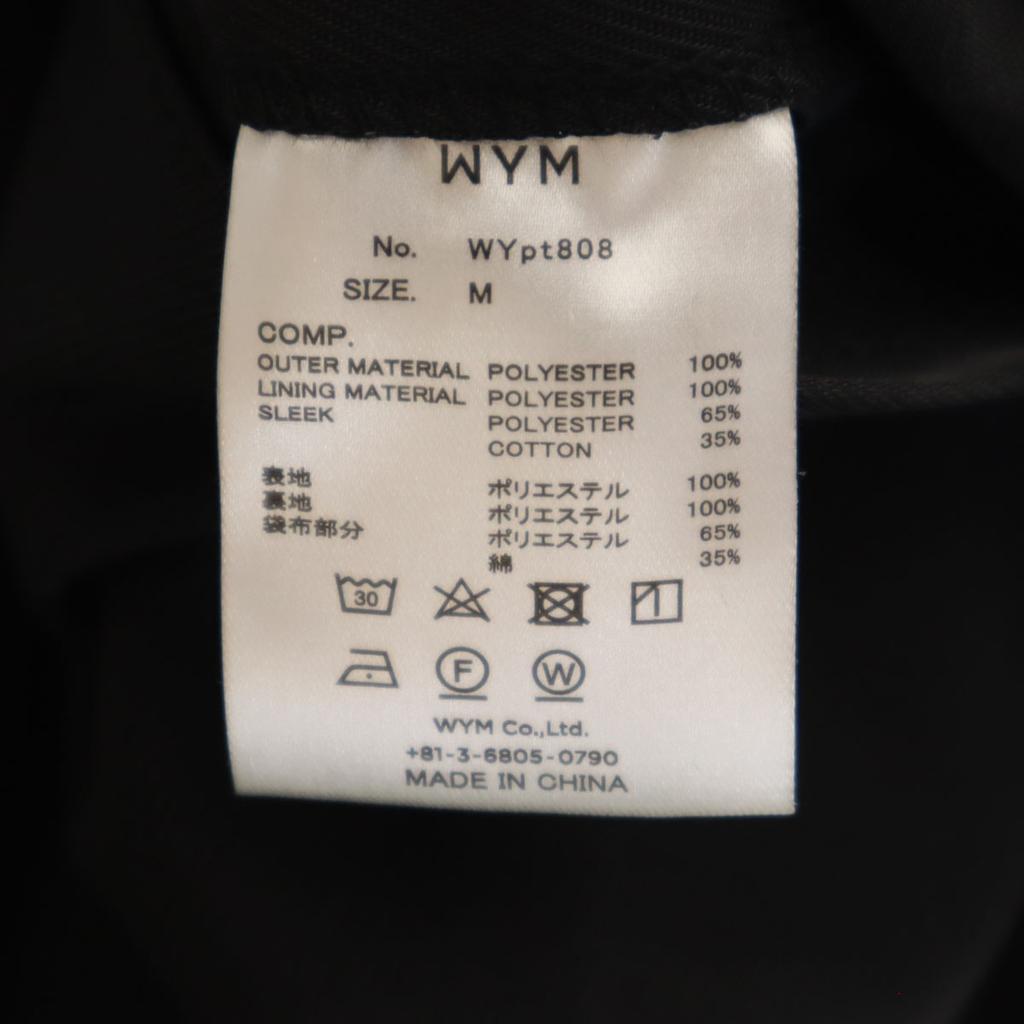 WYM
No. WYpt808
SIZE. M
COMP.
OUTER MATERIAL POLYESTER 100%
LINING MATERIAL POLYESTER 100%
SLEEK POLYESTER 65%
COTTON 35%
表地 ポリエステル 100%
裏地 ポリエステル 100%
袋布部分 ポリエステル 65%
綿 35%
30
F W
WYM Co.,Ltd.
+81-3-6805-0790
MADE IN CHINA